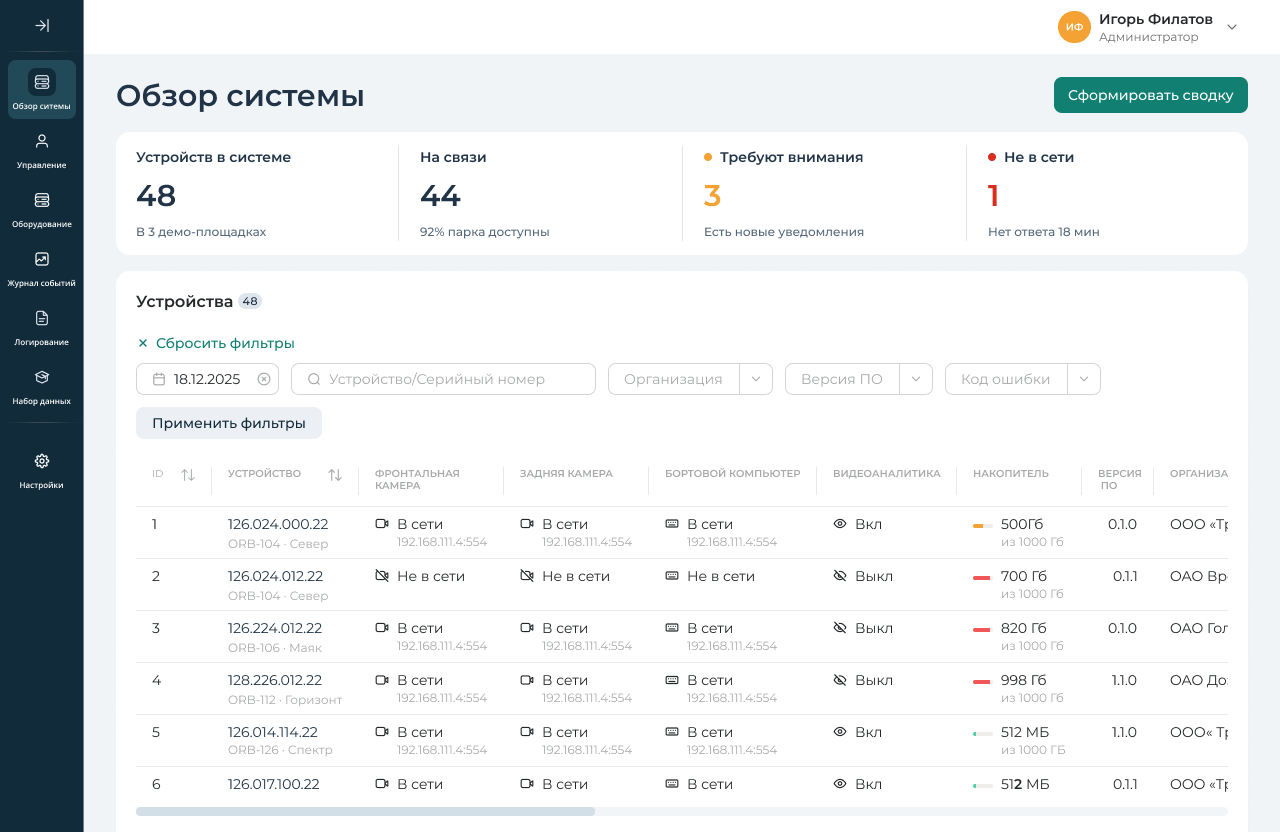 ИФ
Игорь Филатов
Администратор
Обзор ситемы
Управление
Оборудование
Журнал событий
Логирование
Набор данных
Настройки
Обзор системы
Сформировать сводку
Устройств в системе
48
В 3 демо-площадках
На связи
44
92% парка доступны
Требуют внимания
3
Есть новые уведомления
Не в сети
1
Нет ответа 18 мин
Устройства 48
Сбросить фильтры
18.12.2025
Устройство/Серийный номер
Организация
Версия ПО
Код ошибки
Применить фильтры
ID
УСТРОЙСТВО
ФРОНТАЛЬНАЯ
КАМЕРА
ЗАДНЯЯ КАМЕРА
БОРТОВОЙ КОМПЬЮТЕР
ВИДЕОАНАЛИТИКА
НАКОПИТЕЛЬ
ВЕРСИЯ
ПО
ОРГАНИЗА
1 126.024.000.22 В сети В сети В сети Вкл 500Гб 0.1.0 ООО «Тр
ORB-104 · Север 192.168.111.4:554 192.168.111.4:554 192.168.111.4:554 из 1000 Гб
2 126.024.012.22 Не в сети Не в сети Не в сети Выкл 700 Гб 0.1.1 ОАО Вр
ORB-104 · Север из 1000 Гб
3 126.224.012.22 В сети В сети В сети Выкл 820 Гб 0.1.0 ОАО Гол
ORB-106 · Маяк 192.168.111.4:554 192.168.111.4:554 192.168.111.4:554 из 1000 Гб
4 128.226.012.22 В сети В сети В сети Выкл 998 Гб 1.1.0 ОАО До
ORB-112 · Горизонт 192.168.111.4:554 192.168.111.4:554 192.168.111.4:554 из 1000 Гб
5 126.014.114.22 В сети В сети В сети Вкл 512 МБ 1.1.0 ООО« Тр
ORB-126 · Спектр 192.168.111.4:554 192.168.111.4:554 192.168.111.4:554 из 1000 ГБ
6 126.017.100.22 В сети В сети В сети Вкл 512 МБ 0.1.1 ООО «Тр